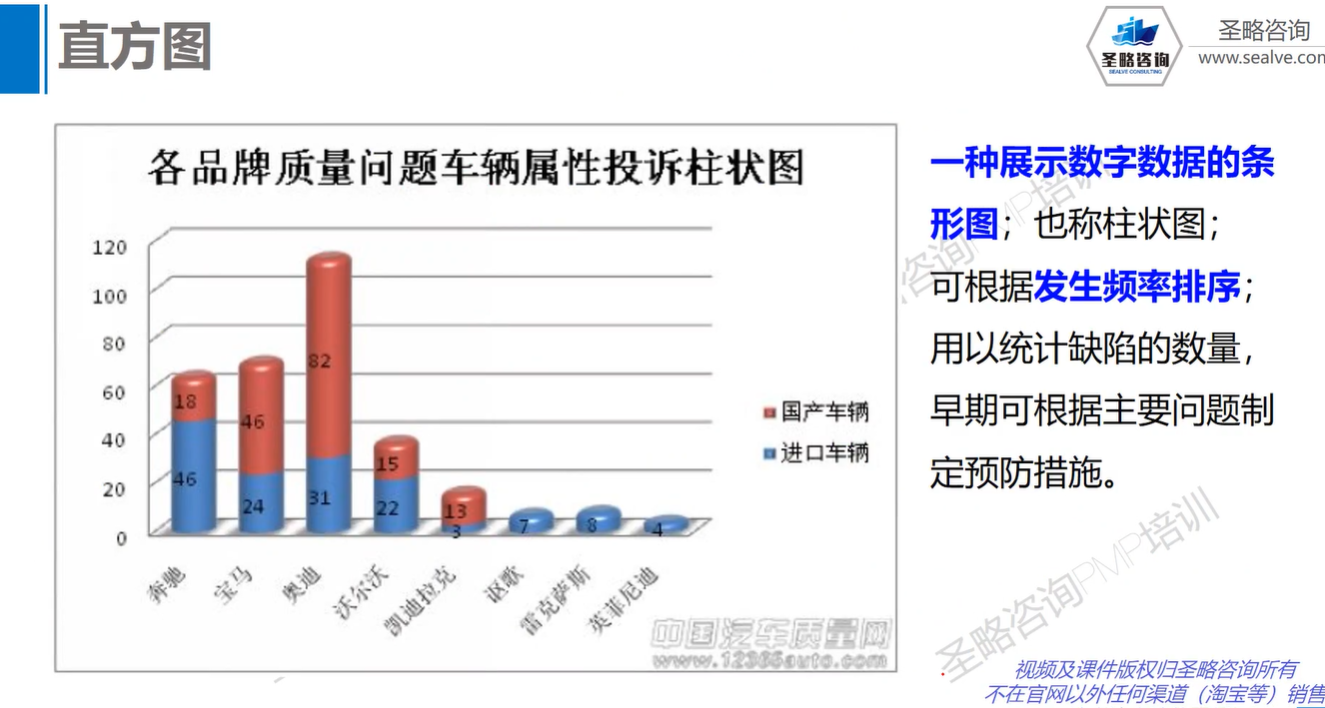 直方图
圣略咨询
SEALVE CONSULTING
圣略咨询
www.sealve.con
各品牌质量问题车辆属性投诉柱状图
120
100
80
60
40
20
0
18
46
46
24
82
31
15
22
13
3
7
8
4
奔驰
宝马
奥迪
沃尔沃
凯迪拉克
讴歌
雷克萨斯
英菲尼迪
国产车辆
进口车辆
中国汽车质量网
www.12365auto.com
一种展示数字数据的条
形图；也称柱状图；
可根据发生频率排序；
用以统计缺陷的数量，
早期可根据主要问题制
定预防措施。
圣略咨询PMP培训
圣略咨询PMP培训
视频及课件版权归圣略咨询所有
不在官网以外任何渠道（淘宝等）销售